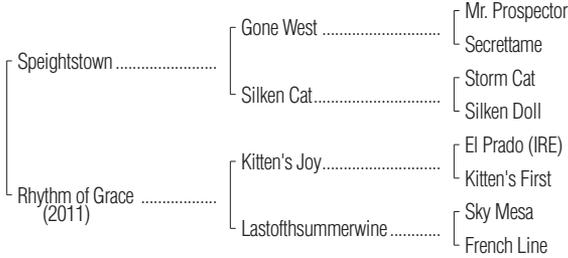 Mr. Prospector
Gone West ..........................
Secrettame
Speightstown ......................
Storm Cat
Silken Cat............................
Silken Doll
El Prado (IRE)
Kitten's Joy..........................
Kitten's First
Rhythm of Grace .................
(2011)
Sky Mesa
Lastofthsummerwine ...........
French Line